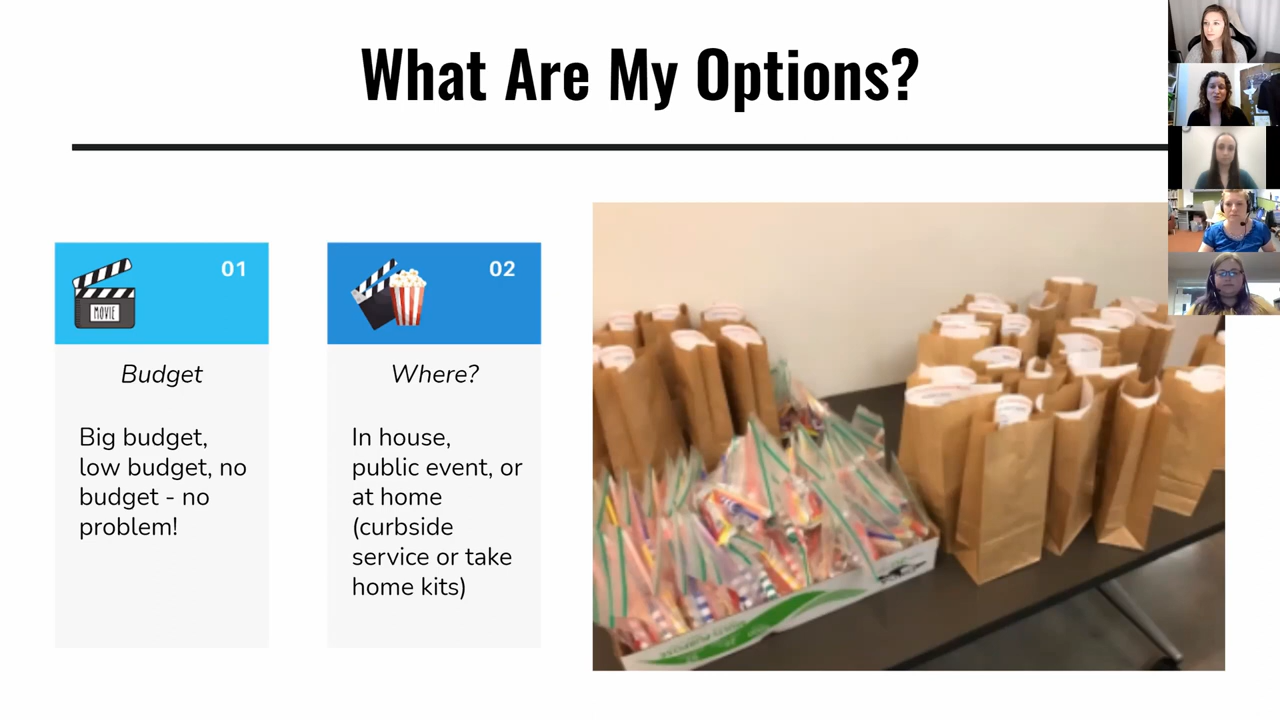 What Are My Options?
01
MOVIE
Budget
Big budget,
low budget, no
budget - no
problem!
02
Where?
In house,
public event, or
at home
(curbside
service or take
home kits)